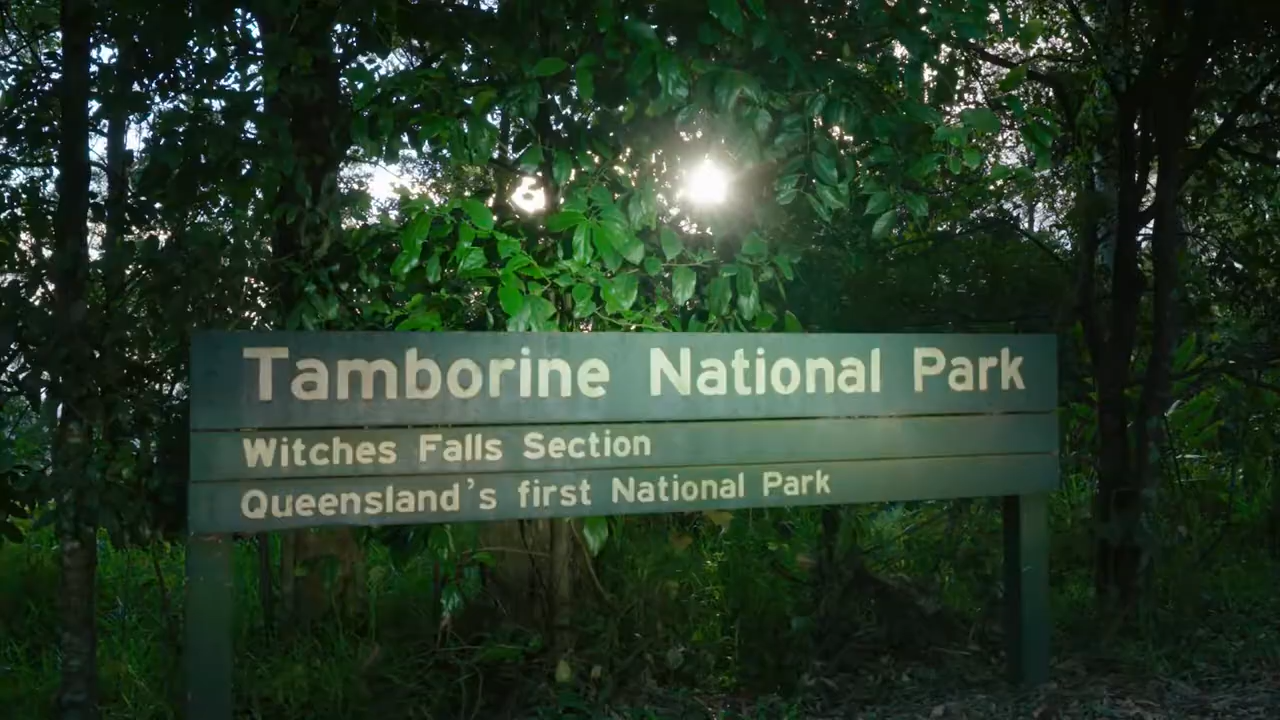 Tamborine National Park
Witches Falls Section
Queensland's first National Park